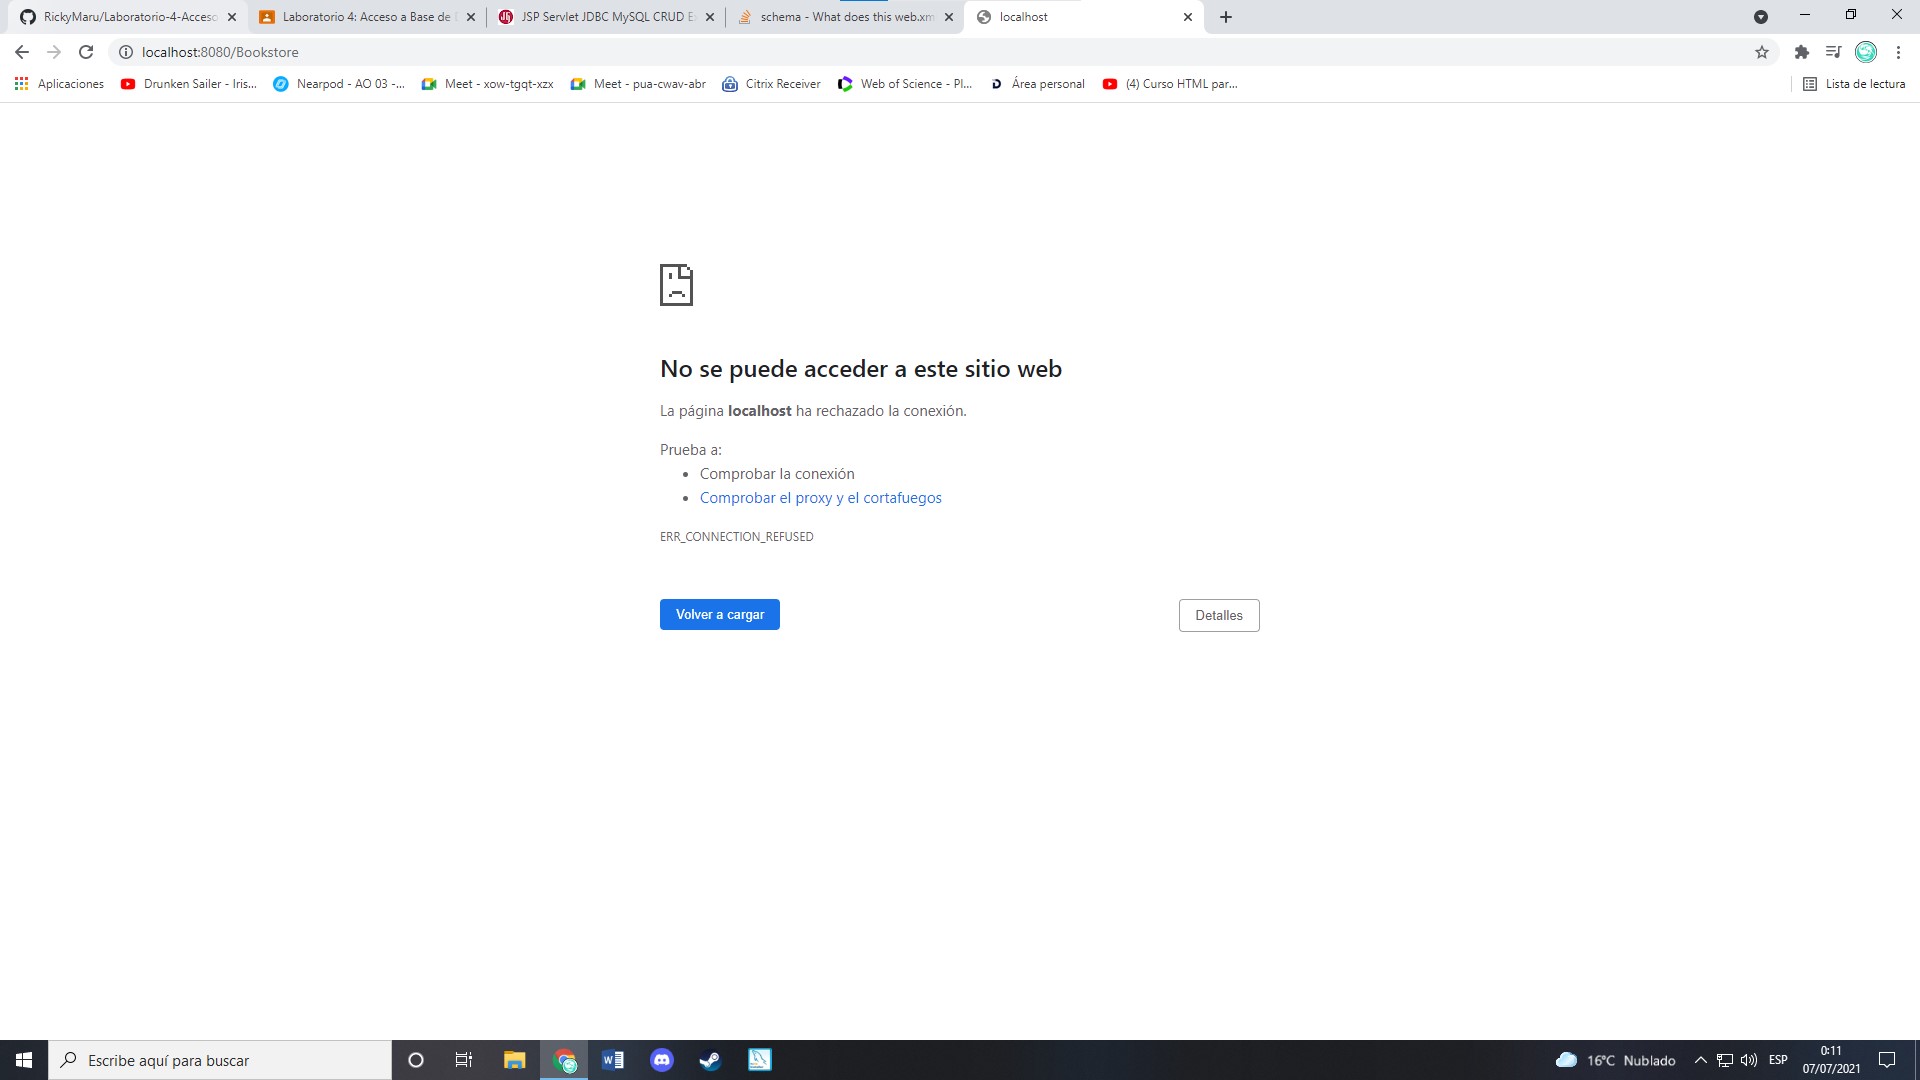 RickyMaru/Laboratorio-4-Acceso
Laboratorio 4: Acceso a Base de
JSP Servlet JDBC MySQL CRUD E
schema - What does this web.xm
localhost
localhost:8080/Bookstore
Aplicaciones
Drunken Sailer - Iris...
Nearpod - AO 03 -...
Meet - xow-tgqt-xzx
Meet - pua-cwav-abr
Citrix Receiver
Web of Science - Pl...
Área personal
(4) Curso HTML par...
Lista de lectura
No se puede acceder a este sitio web
La página localhost ha rechazado la conexión.
Prueba a:
• Comprobar la conexión
• Comprobar el proxy y el cortafuegos
ERR_CONNECTION_REFUSED
Volver a cargar
Detalles
Escribe aquí para buscar
16°C Nublado
ESP
0:11
07/07/2021